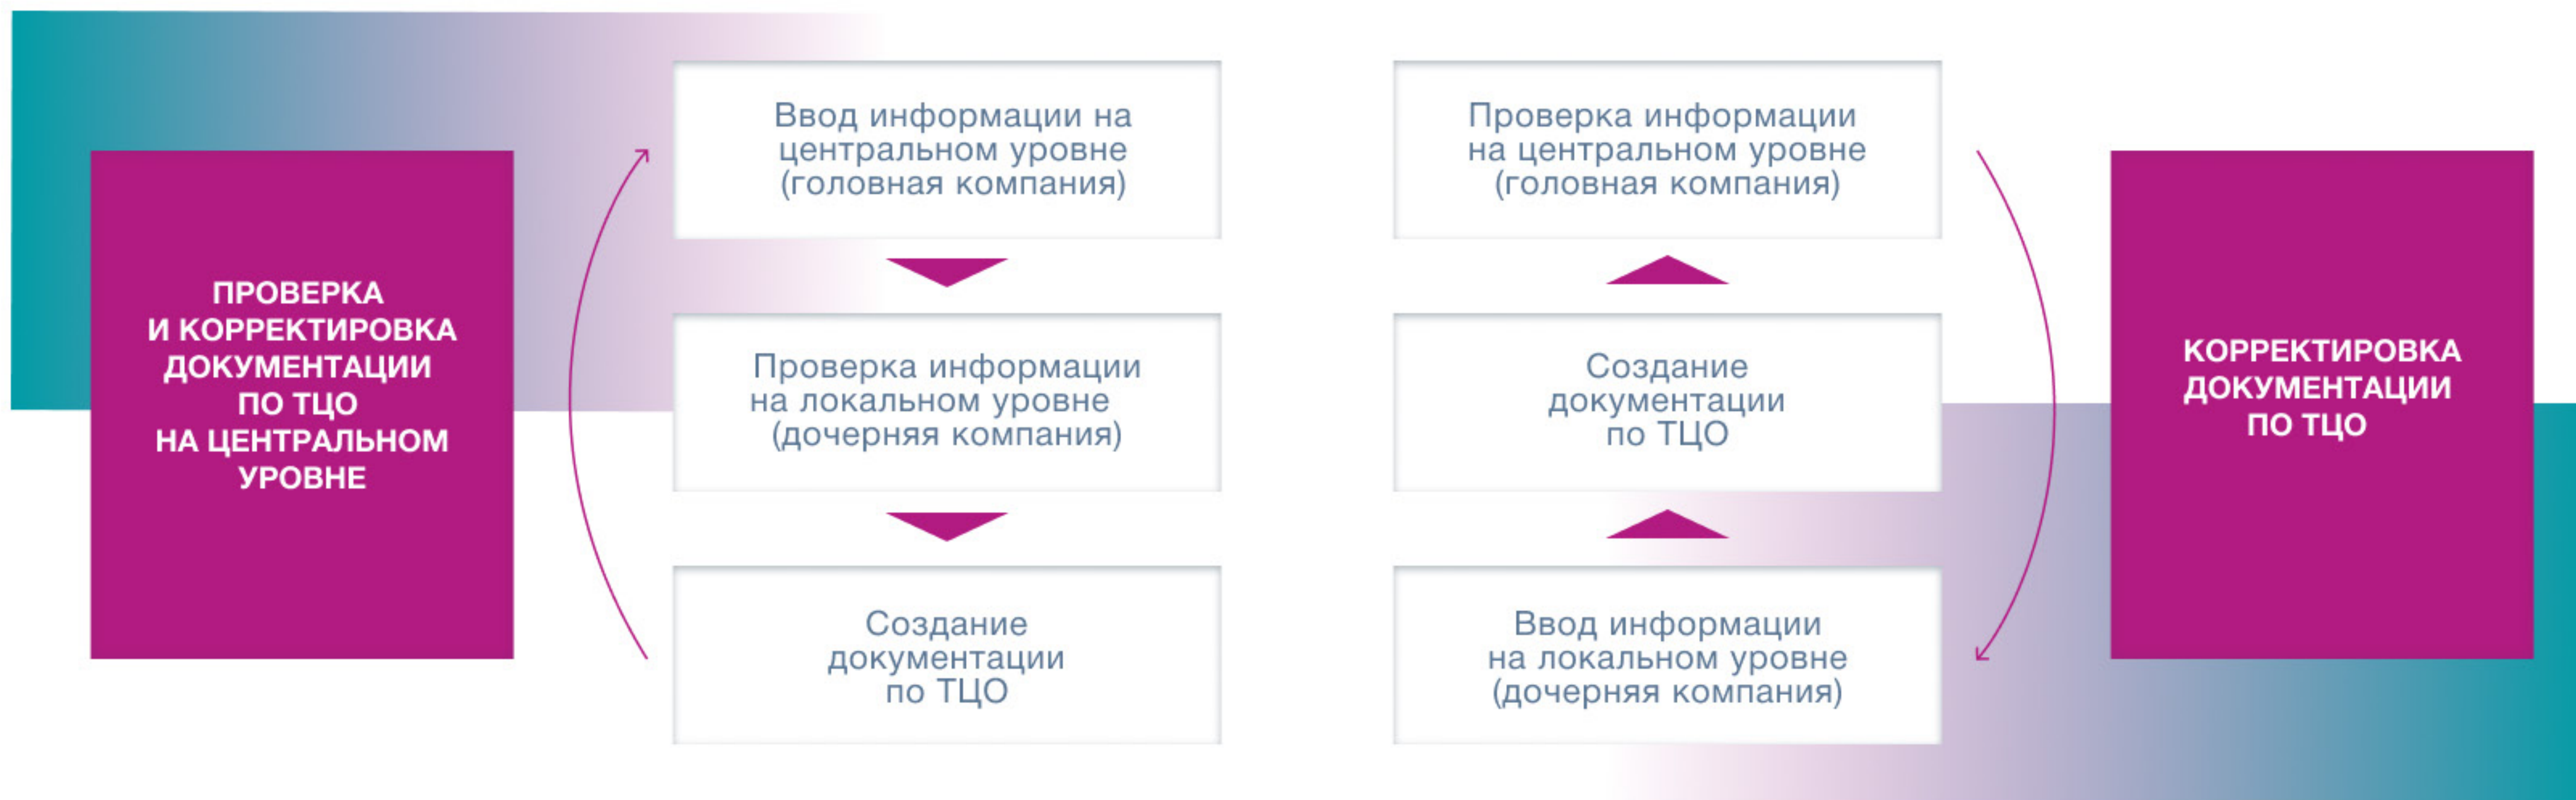 ПРОВЕРКА
И КОРРЕКТИРОВКА
ДОКУМЕНТАЦИИ
ПО ТЦО
НА ЦЕНТРАЛЬНОМ
УРОВНЕ
Ввод информации на
центральном уровне
(головная компания)
Проверка информации
на локальном уровне
(дочерняя компания)
Создание
документации
по ТЦО
Проверка информации
на центральном уровне
(головная компания)
Создание
документации
по ТЦО
Ввод информации
на локальном уровне
(дочерняя компания)
КОРРЕКТИРОВКА
ДОКУМЕНТАЦИИ
ПО ТЦО